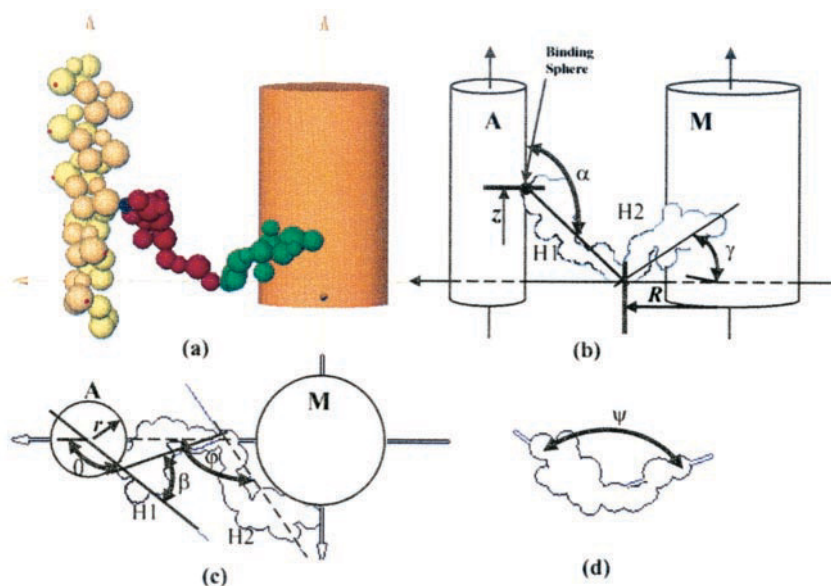 Binding
Sphere
A
M
α
H2
z
H1
γ
R
(a)
(b)
A
M
r
θ
φ
β
H1
H2
ψ
(c)
(d)